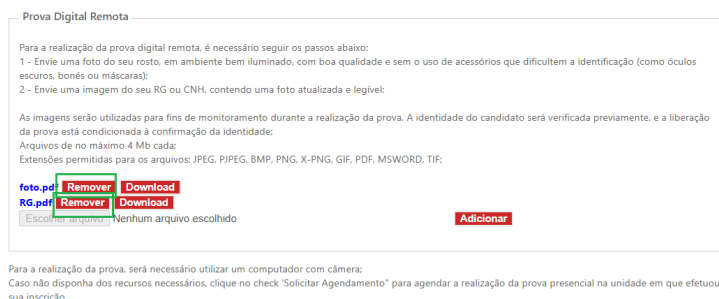 Prova Digital Remota
Para a realização da prova digital remota, é necessário seguir os passos abaixo:
1 - Envie uma foto do seu rosto, em ambiente bem iluminado, com boa qualidade e sem o uso de acessórios que dificultem a identificação (como óculos
escuros, bonés ou máscaras);
2 - Envie uma imagem do seu RG ou CNH, contendo uma foto atualizada e legível;
As imagens serão utilizadas para fins de monitoramento durante a realização da prova. A identidade do candidato será verificada previamente, e a liberação
da prova está condicionada à confirmação da identidade;
Arquivos de no máximo 4 Mb cada;
Extensões permitidas para os arquivos: JPEG, PJPEG, BMP, PNG, X-PNG, GIF, PDF, MSWORD, TIF;
foto.pdf Remover Download
RG.pdf Remover Download
Escolher arquivo Nenhum arquivo escolhido Adicionar
Para a realização da prova, será necessário utilizar um computador com câmera;
Caso não disponha dos recursos necessários, clique no check 'Solicitar Agendamento" para agendar a realização da prova presencial na unidade em que efetuou
sua inscrição